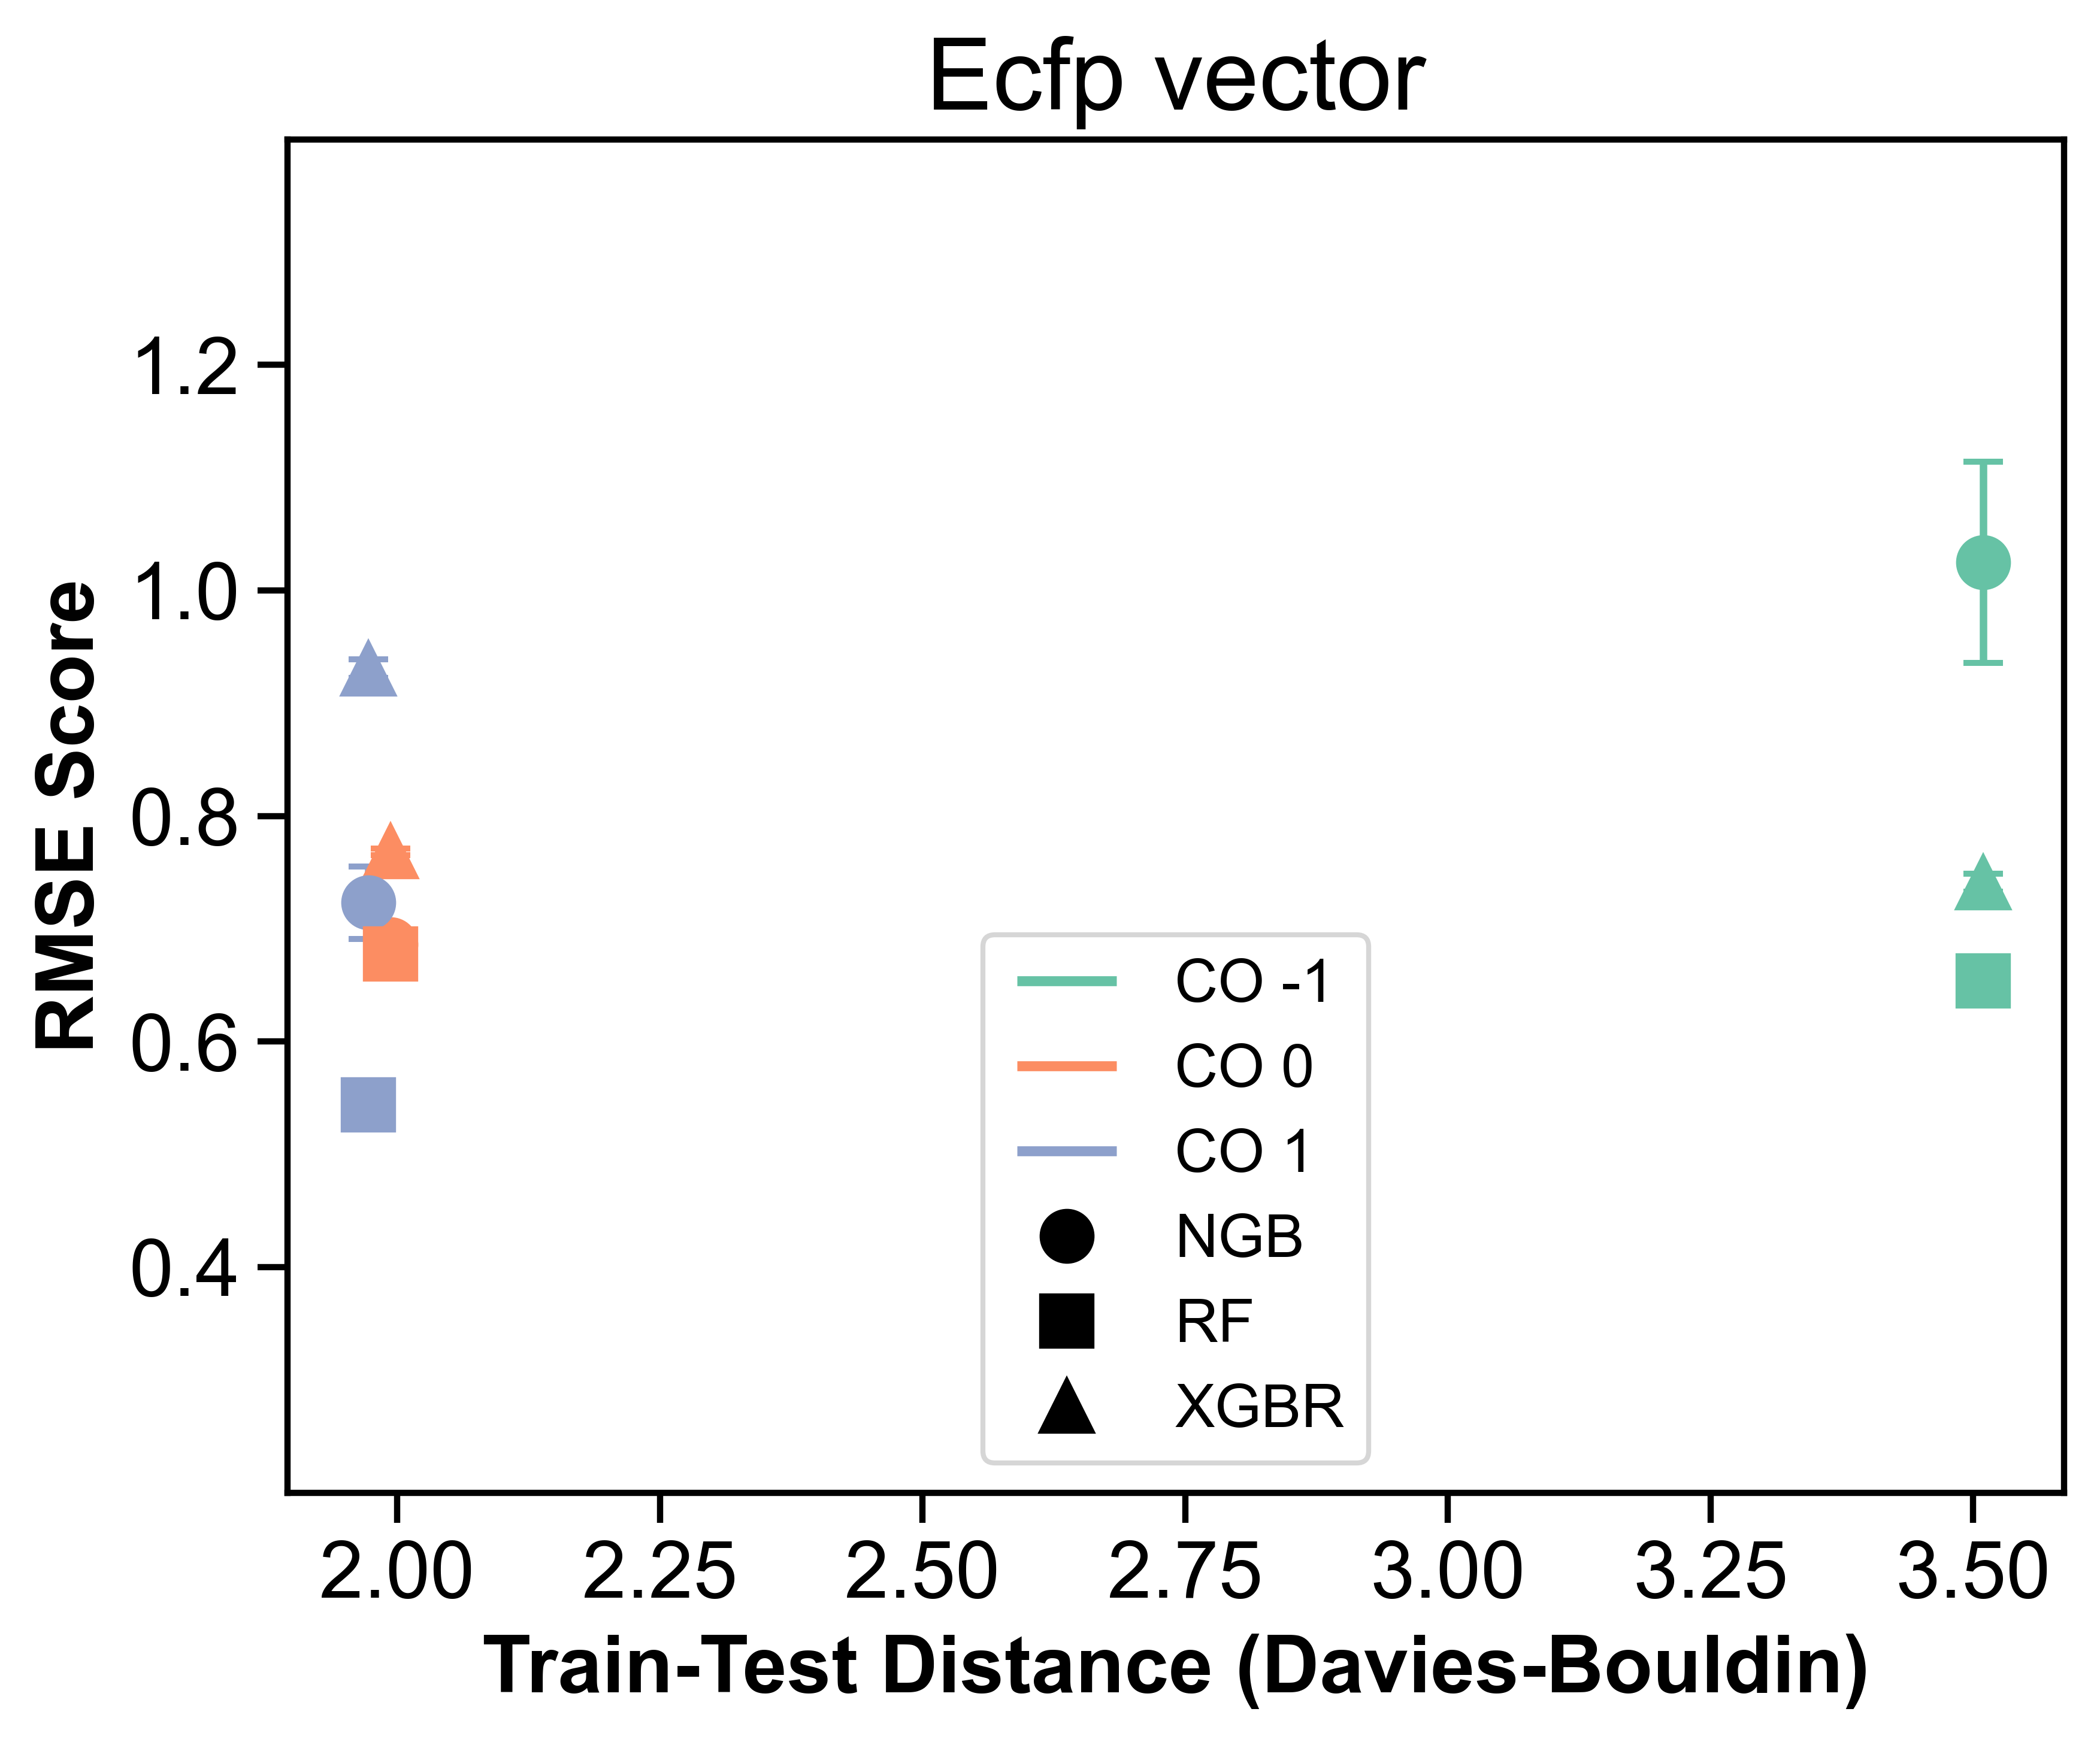 Ecfp vector
RMSE Score
1.2
1.0
0.8
0.6
0.4
CO -1
CO 0
CO 1
NGB
RF
XGBR
2.00 2.25 2.50 2.75 3.00 3.25 3.50
Train-Test Distance (Davies-Bouldin)